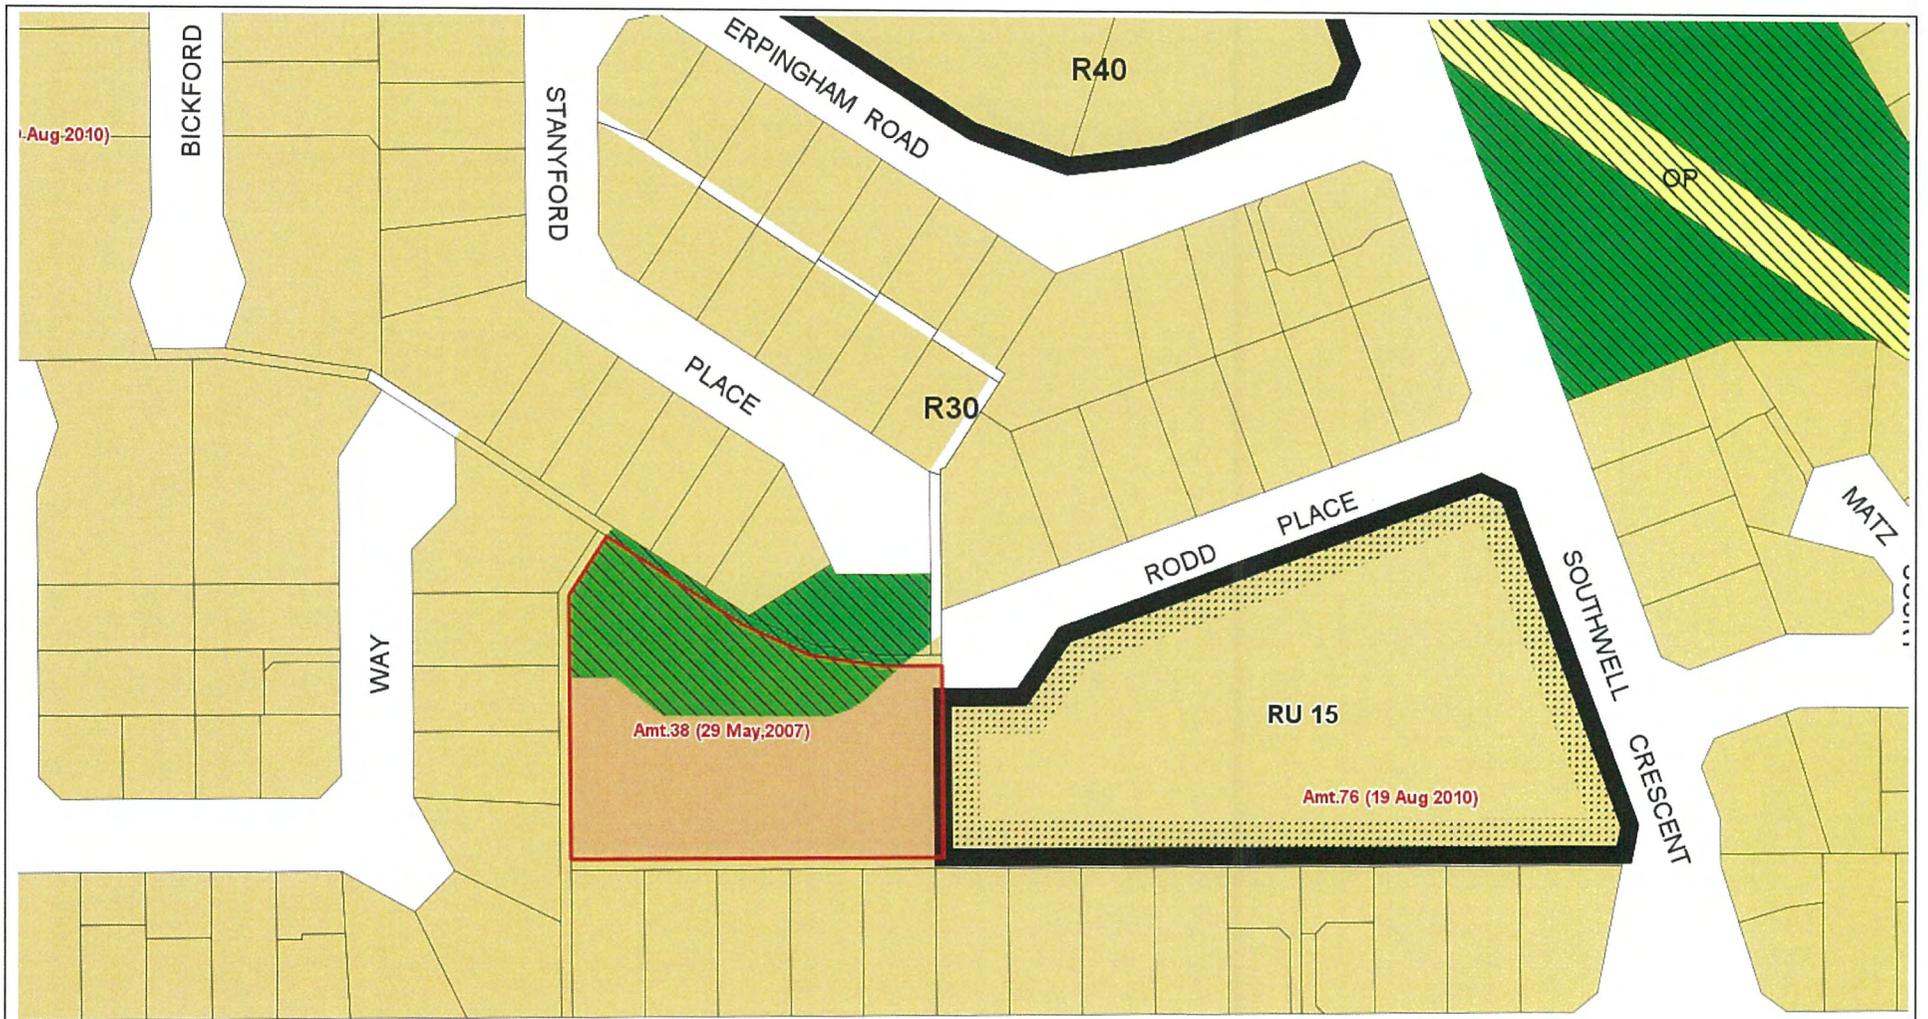 BICKFORD
Aug 2010)
STANYFORD
PLACE
ERPINGHAM ROAD
R40
OP
R30
RODD PLACE
MATZ
SOUTHWELL
CRESCENT
WAY
Amt.38 (29 May,2007)
RU 15
Amt.76 (19 Aug 2010)